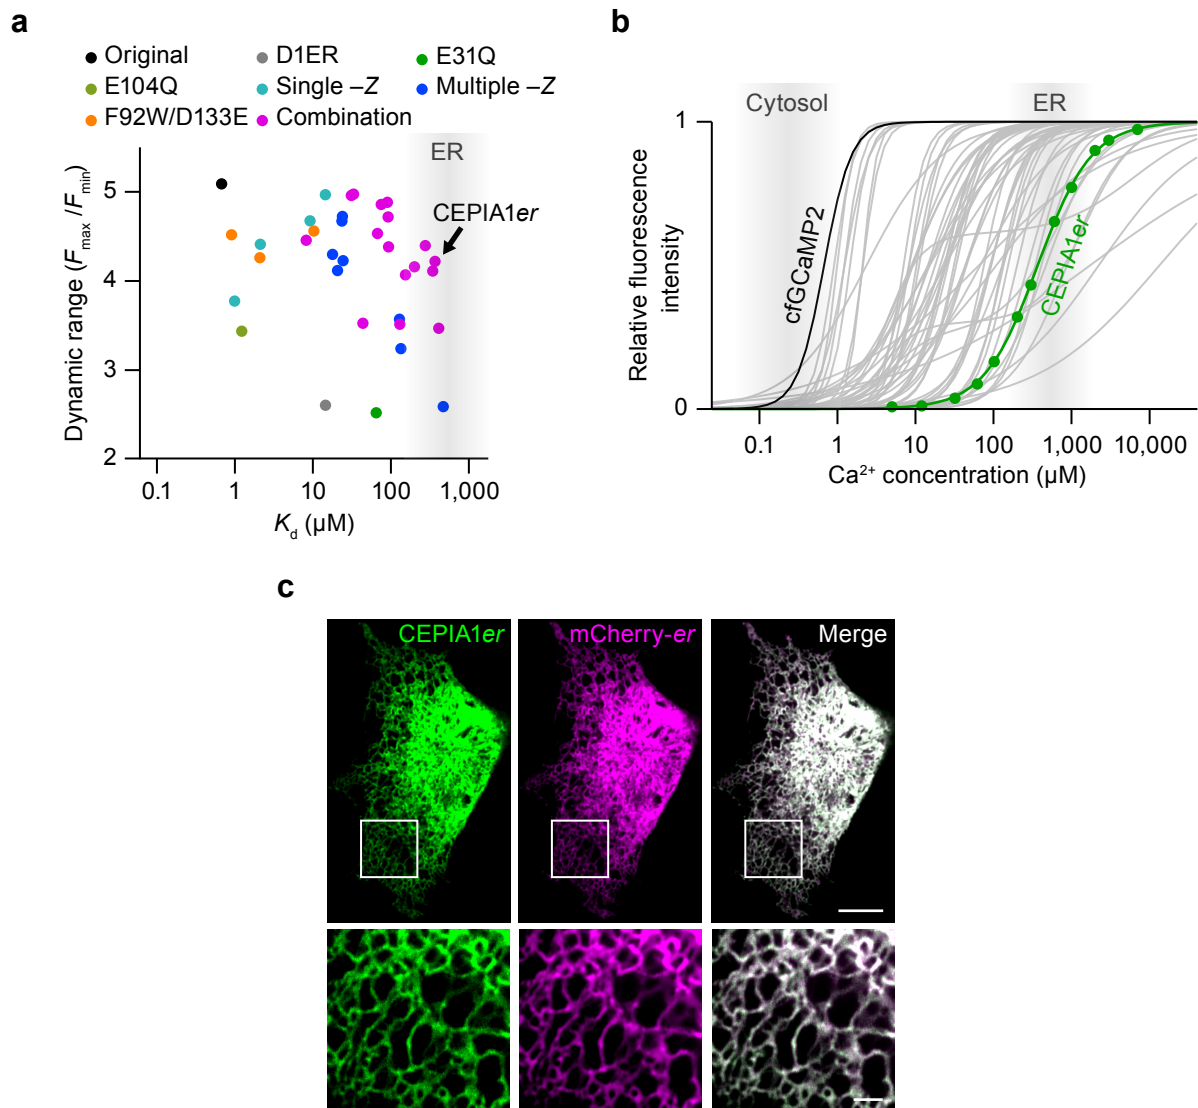 a
Original
D1ER
E31Q
E104Q
Single –Z
Multiple –Z
F92W/D133E
Combination
ER
CEPIA1er
Dynamic range (Fmax /Fmin)
5
4
3
2
0.1
1
10
100
1,000
Kd (µM)
b
Cytosol
ER
Relative fluorescence
intensity
1
0
cfGCaMP2
CEPIA1er
0.1
1
10
100
1,000
10,000
Ca2+ concentration (µM)
c
CEPIA1er
mCherry-er
Merge